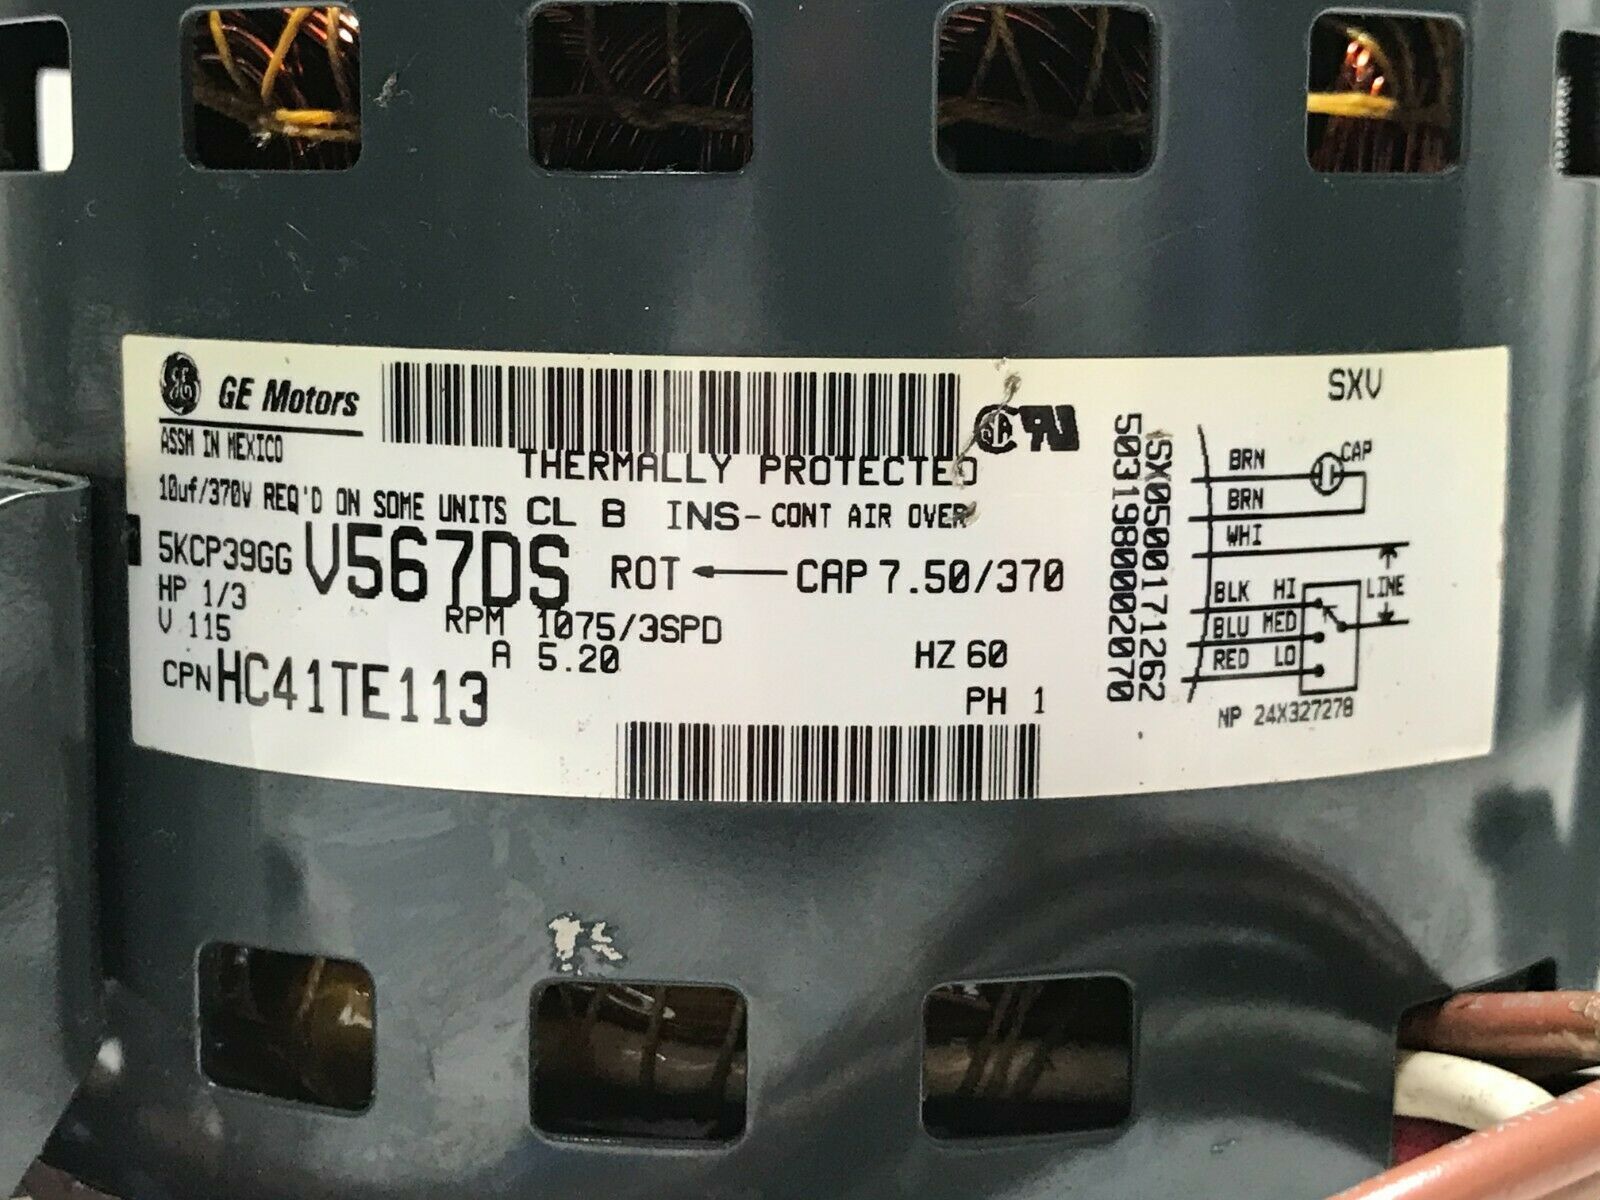 GE Motors
ASSM IN MEXICO
THERMALLY PROTECTED
10uf/370V REQ'D ON SOME UNITS CL B INS- CONT AIR OVER
5KCP39GG V567DS ROT CAP 7.50/370
HP 1/3
RPM 1075/3SPD
V 115
A 5.20
HZ 60
CPN HC41TE113
PH 1
SX050017 1262
5031980002070
SXV
BRN CAP
BRN
WHI
BLK HI LINE
BLU MED
RED LO
NP 24X327278